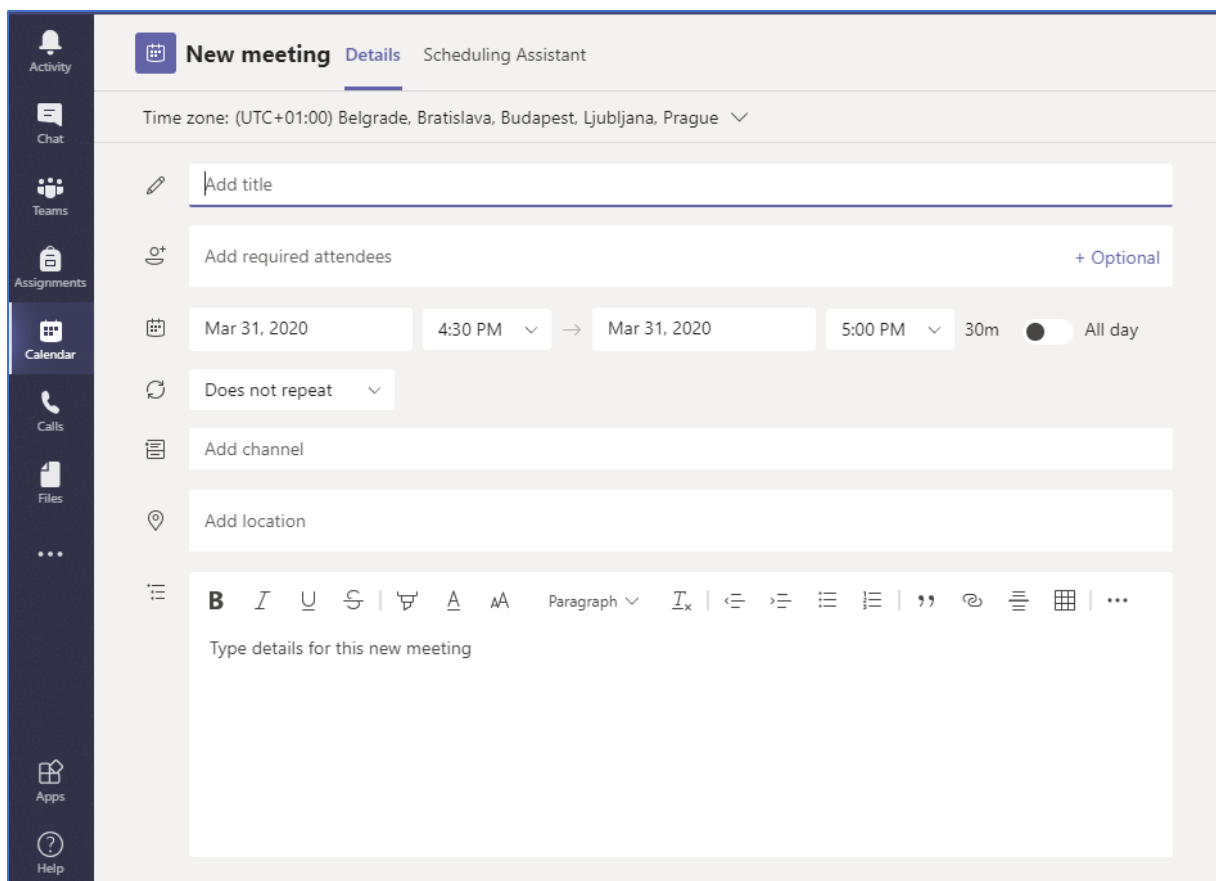 Activity
Chat
Teams
Assignments
Calendar
Calls
Files
Apps
Help
New meeting Details Scheduling Assistant
Time zone: (UTC+01:00) Belgrade, Bratislava, Budapest, Ljubljana, Prague
Add title
Add required attendees + Optional
Mar 31, 2020 4:30 PM → Mar 31, 2020 5:00 PM 30m All day
Does not repeat
Add channel
Add location
B I U S A AA Paragraph Tx
Type details for this new meeting